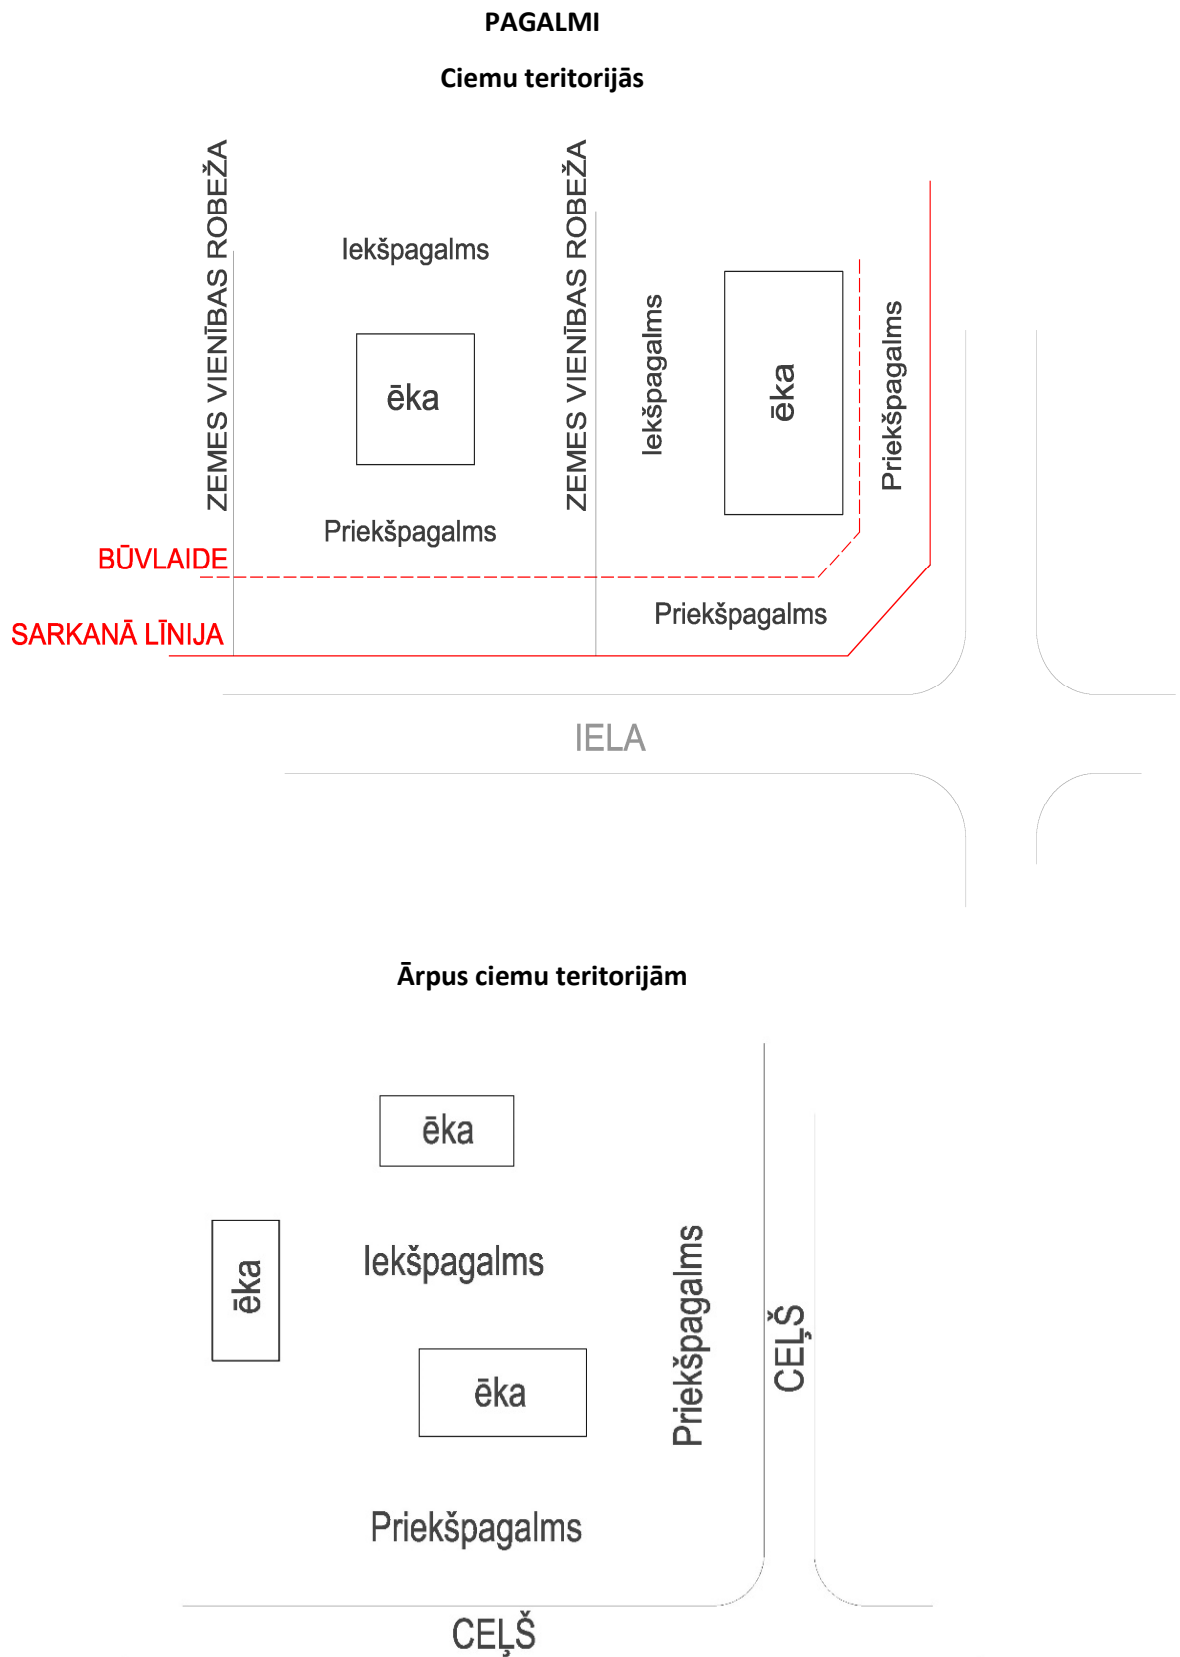 PAGALMI
Ciemu teritorijās
ZEMES VIENĪBAS ROBEŽA
Iekšpagalms
ēka
Priekšpagalms
ZEMES VIENĪBAS ROBEŽA
Iekšpagalms
ēka
Priekšpagalms
BŪVLAIDE
Priekšpagalms
SARKANĀ LĪNIJA
IELA
Ārpus ciemu teritorijām
ēka
ēka
Iekšpagalms
Priekšpagalms
CEĻŠ
ēka
Priekšpagalms
CEĻŠ